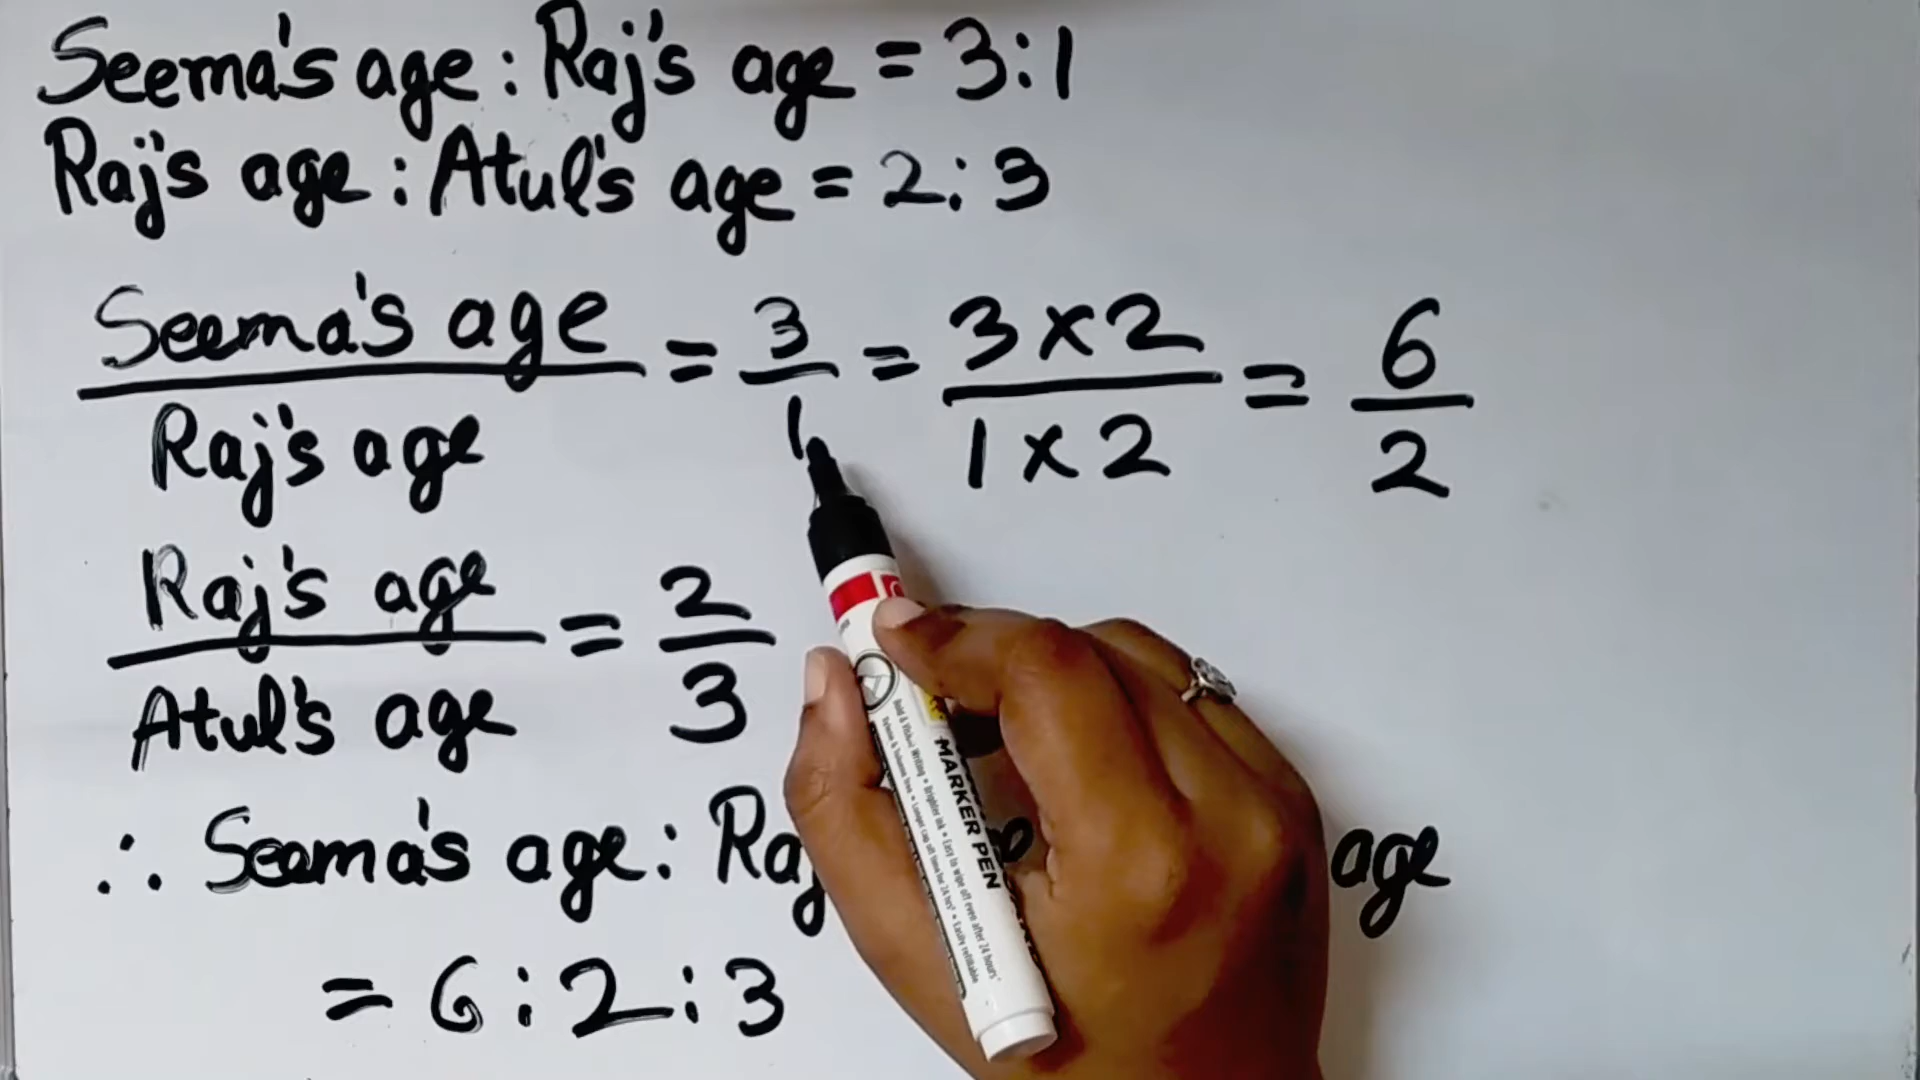 Seema's age : Raj's age = 3:1
Raj's age : Atul's age = 2:3
Seema's age / Raj's age = 3/1 = 3 x 2 / 1 x 2 = 6/2
Raj's age / Atul's age = 2/3
∴ Seema's age : Raj age
= 6:2:3
MARKER PEN